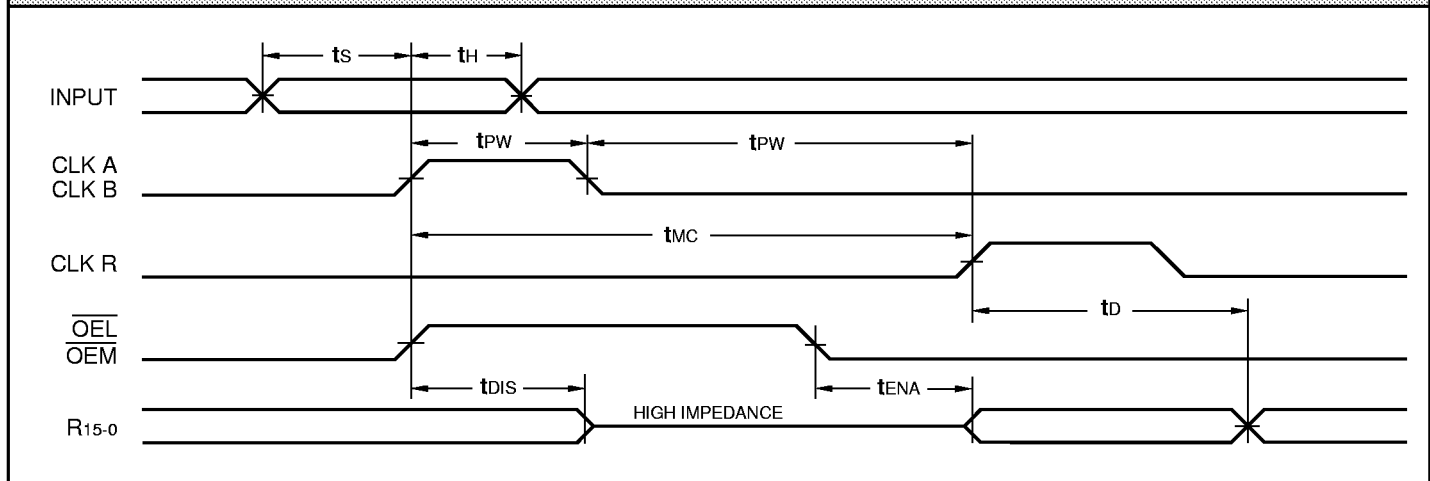 tS tH
INPUT
tPW tPW
CLK A
CLK B
tMC
CLK R
tD
OEL
OEM
tDIS tENA
HIGH IMPEDANCE
R15-0